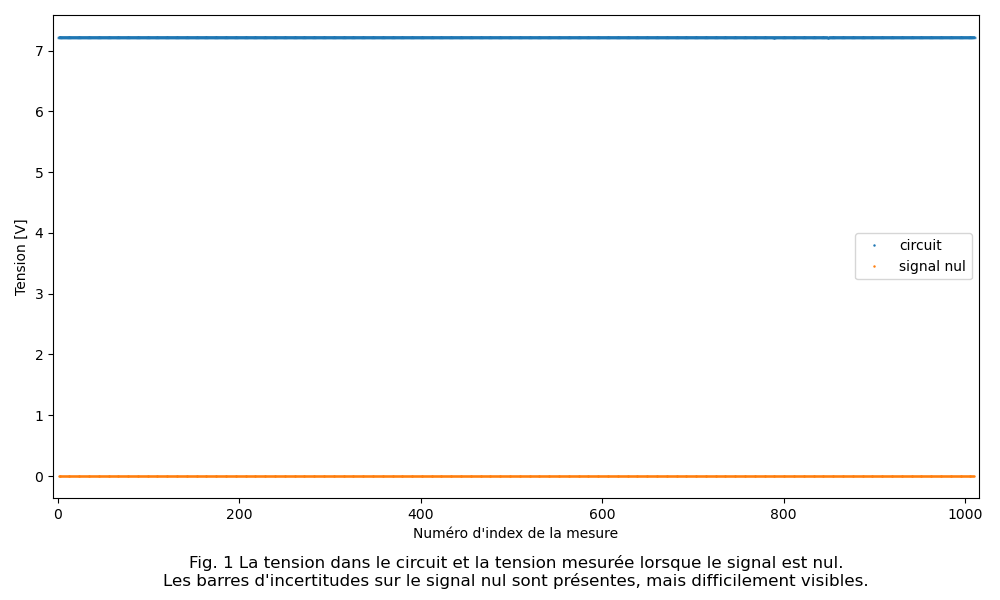 7
6
5
4
3
2
1
0
Tension [V]
circuit
signal nul
0 200 400 600 800 1000
Numéro d'index de la mesure
Fig. 1 La tension dans le circuit et la tension mesurée lorsque le signal est nul.
Les barres d'incertitudes sur le signal nul sont présentes, mais difficilement visibles.